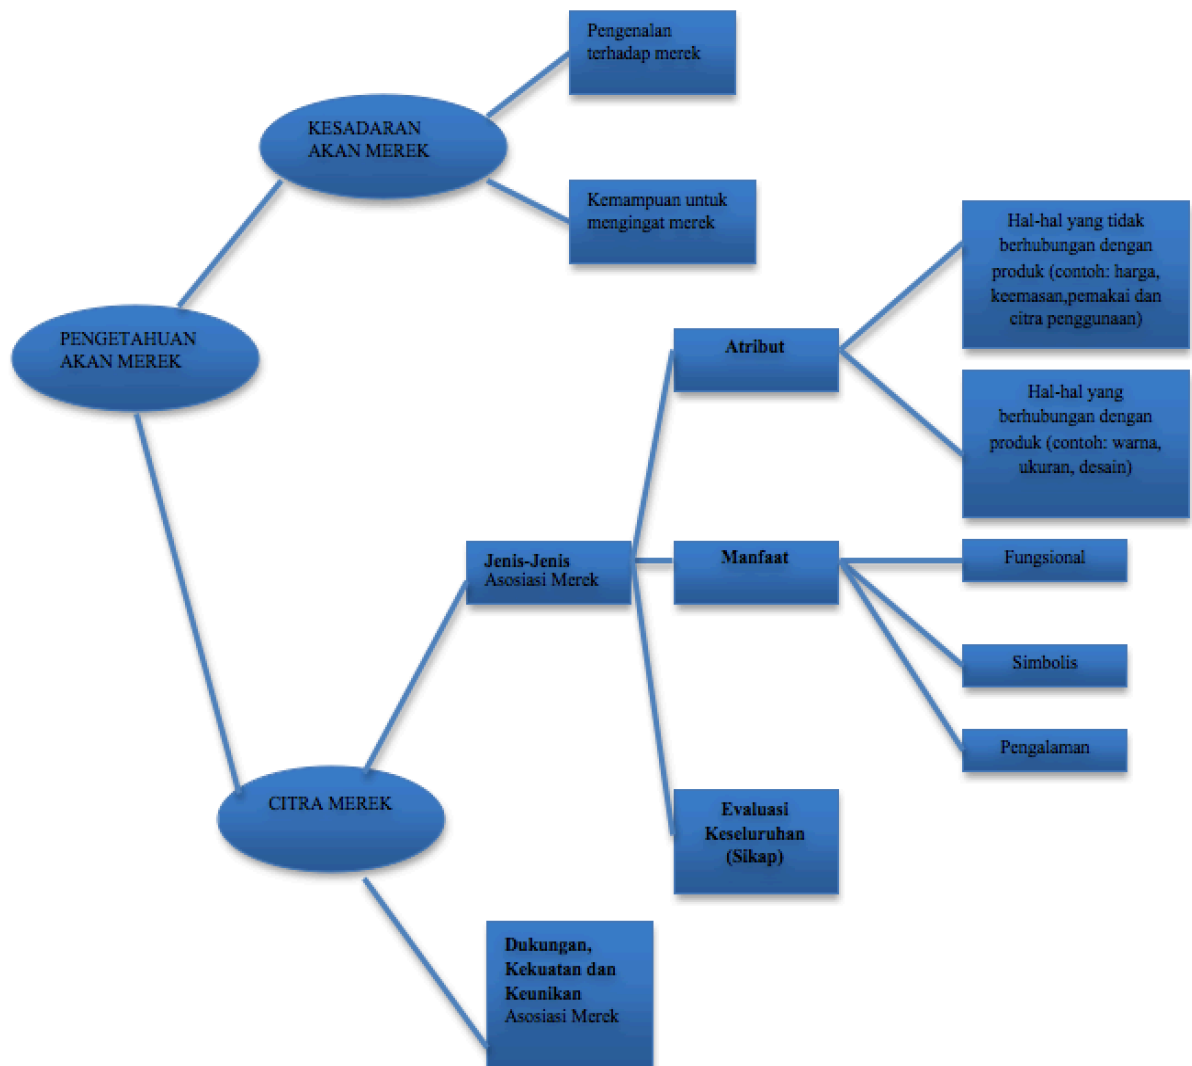 Pengenalan
terhadap merek
KESADARAN
AKAN MEREK
Kemampuan untuk
mengingat merek
Hal-hal yang tidak
berhubungan dengan
produk (contoh: harga,
keemasan,pemakai dan
citra penggunaan)
PENGETAHUAN
AKAN MEREK
Atribut
Hal-hal yang
berhubungan dengan
produk (contoh: warna,
ukuran, desain)
Jenis-Jenis
Asosiasi Merek
Manfaat
Fungsional
Simbolis
Pengalaman
CITRA MEREK
Evaluasi
Keseluruhan
(Sikap)
Dukungan,
Kekuatan dan
Keunikan
Asosiasi Merek